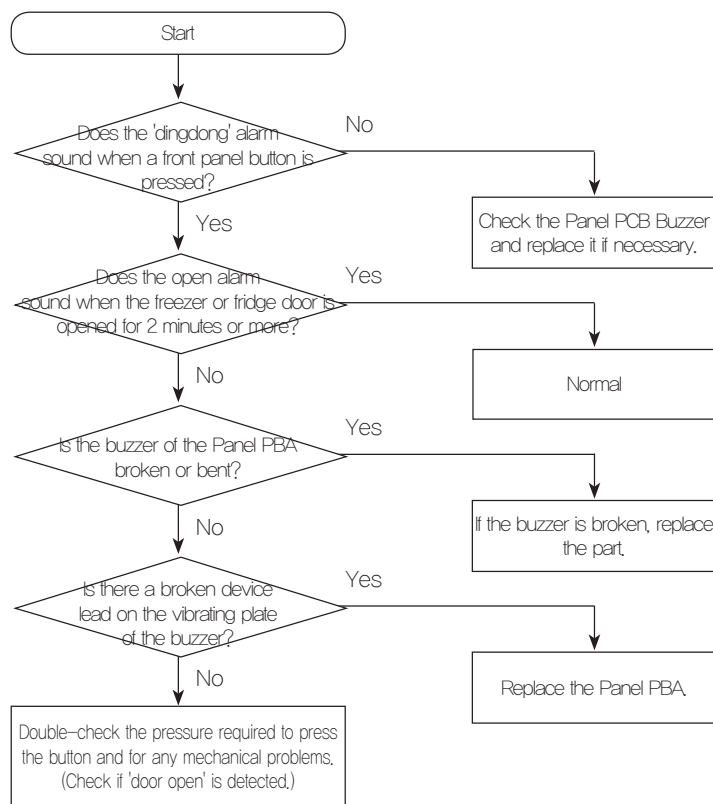 Start
Does the 'dingdong' alarm
sound when a front panel button is
pressed?
No
Yes
Check the Panel PCB Buzzer
and replace it if necessary.
Does the open alarm
sound when the freezer or fridge door is
opened for 2 minutes or more?
Yes
No
Normal
Is the buzzer of the Panel PBA
broken or bent?
Yes
No
If the buzzer is broken, replace
the part.
Is there a broken device
lead on the vibrating plate
of the buzzer?
Yes
No
Replace the Panel PBA.
Double-check the pressure required to press
the button and for any mechanical problems.
(Check if 'door open' is detected.)